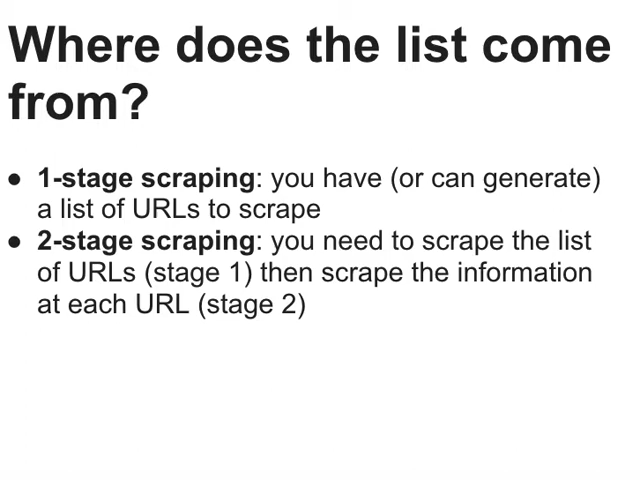 Where does the list come
from?
● 1-stage scraping: you have (or can generate)
a list of URLs to scrape
● 2-stage scraping: you need to scrape the list
of URLs (stage 1) then scrape the information
at each URL (stage 2)